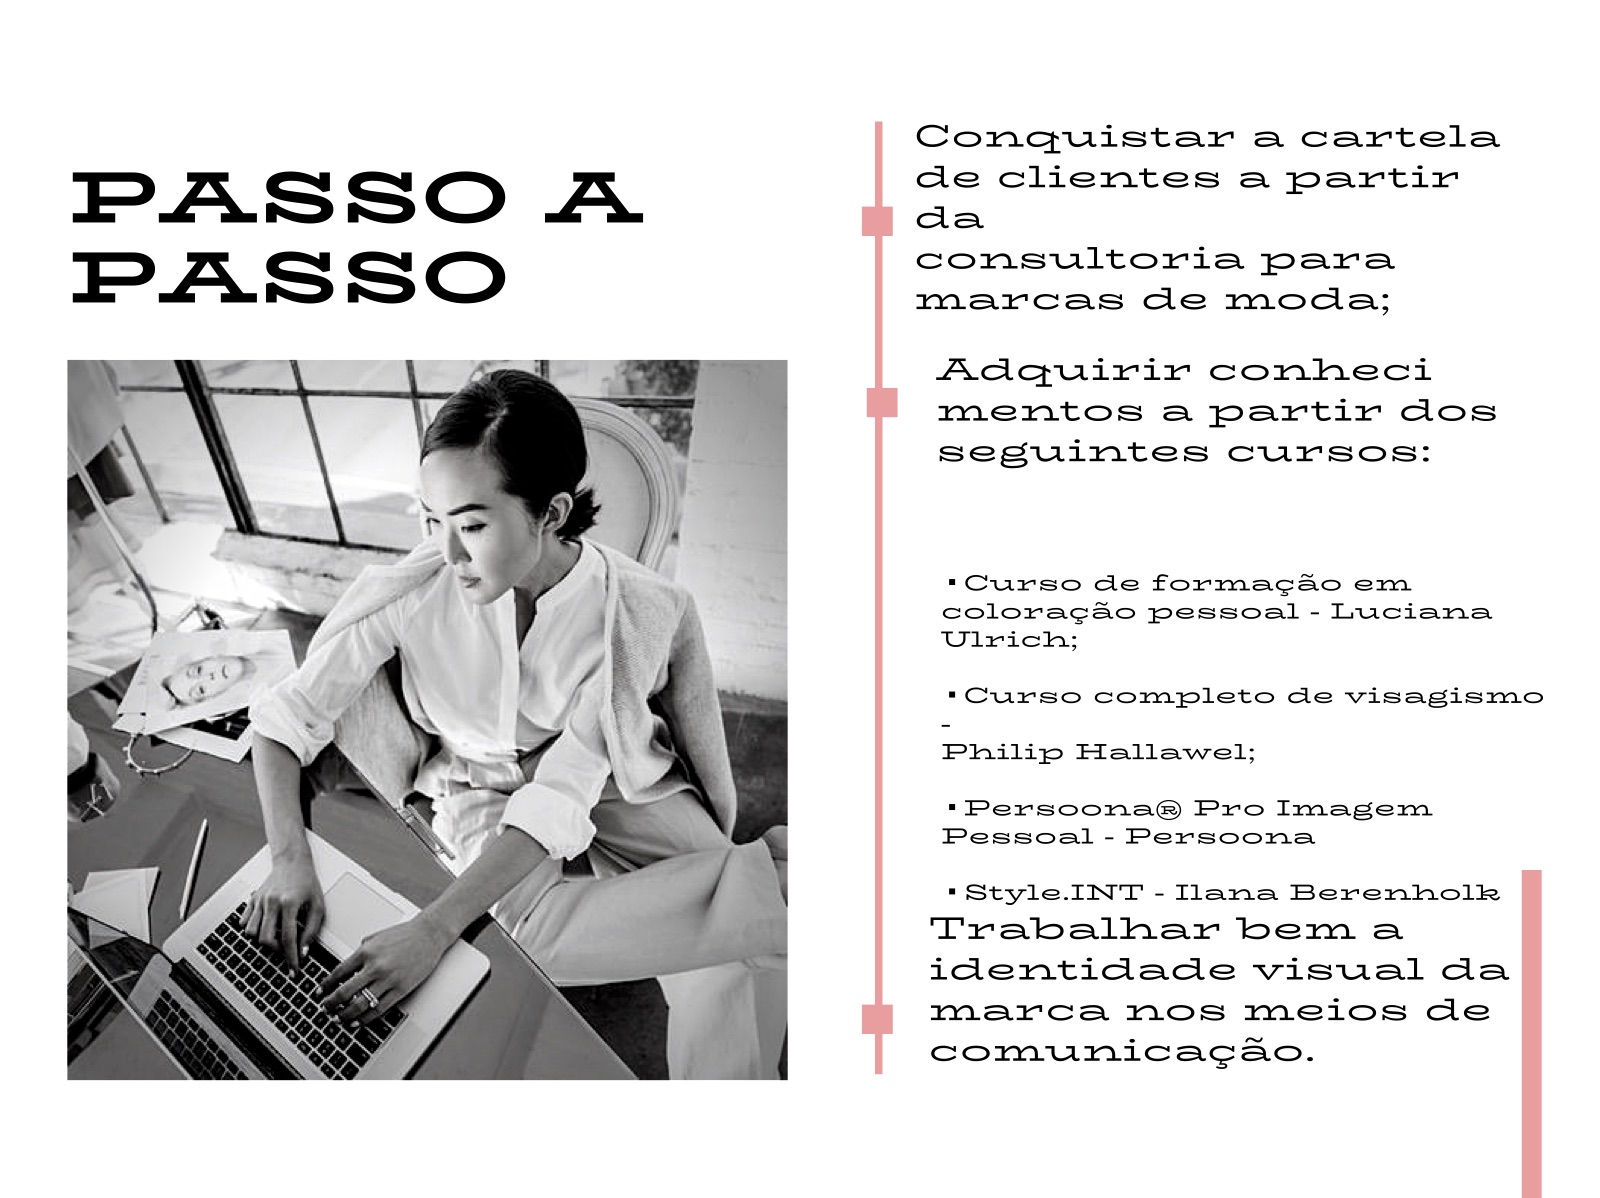 PASSO A
PASSO
Conquistar a cartela
de clientes a partir
da
consultoria para
marcas de moda;
Adquirir conheci
mentos a partir dos
seguintes cursos:
▪Curso de formação em
coloração pessoal - Luciana
Ulrich;
▪Curso completo de visagismo
-
Philip Hallawel;
▪Persoona® Pro Imagem
Pessoal - Persoona
▪Style.INT - Ilana Berenholk
Trabalhar bem a
identidade visual da
marca nos meios de
comunicação.